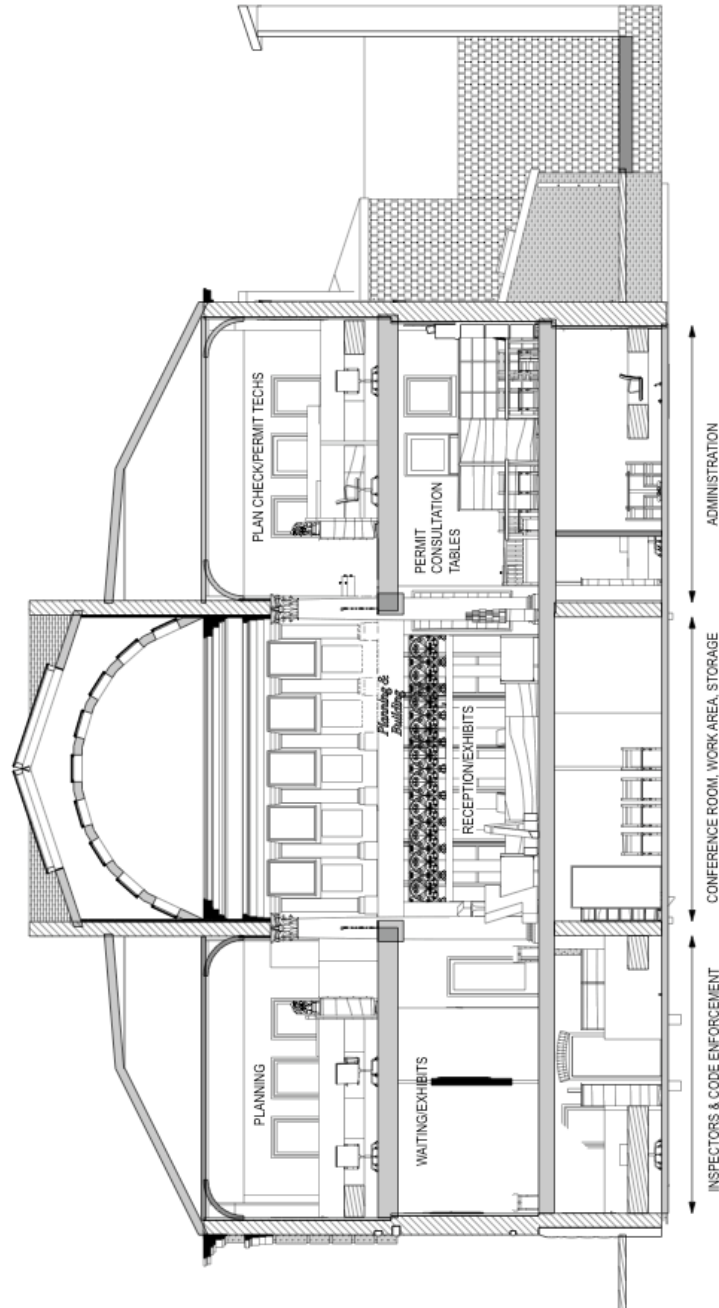 PLANNING
PLAN CHECK/PERMIT TECHS
Planning &
Building
WAITING/EXHIBITS
RECEPTION/EXHIBITS
PERMIT
CONSULTATION
TABLES
INSPECTORS & CODE ENFORCEMENT
CONFERENCE ROOM, WORK AREA, STORAGE
ADMINISTRATION